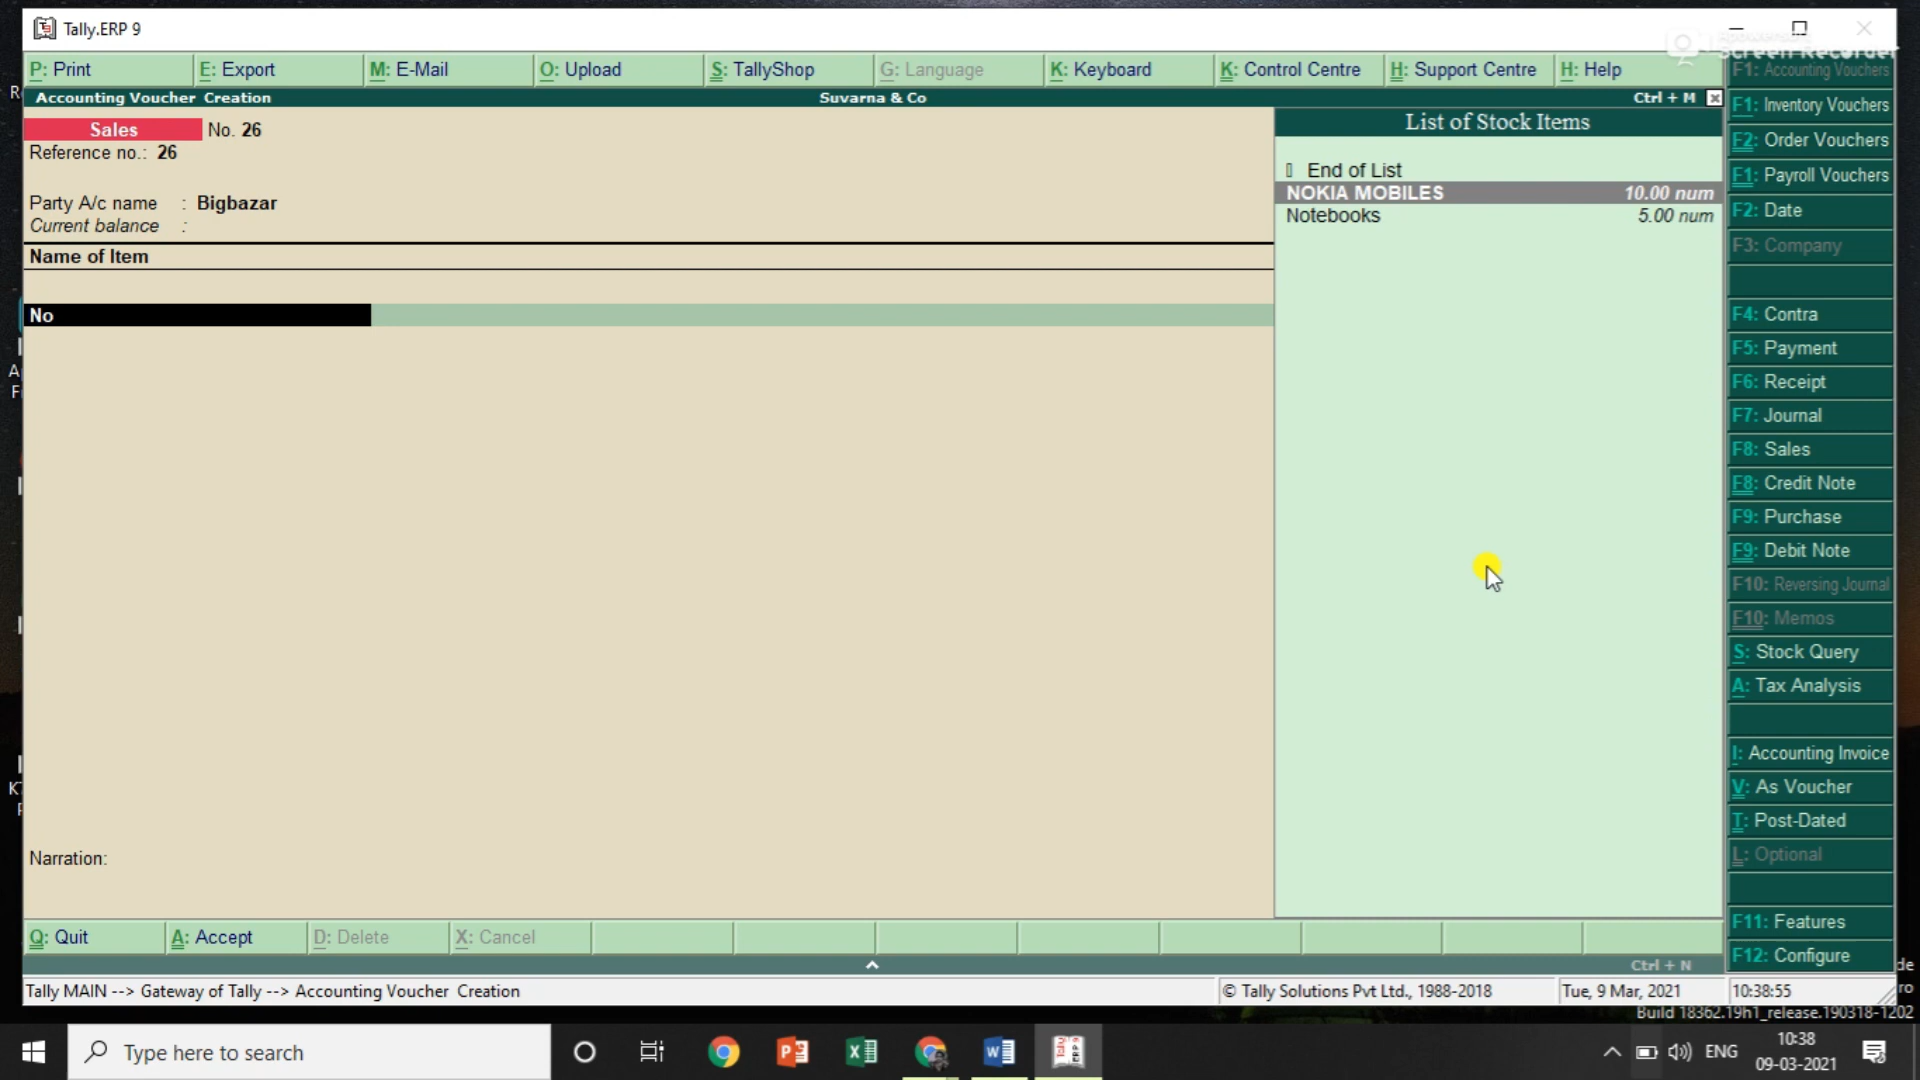 Tally.ERP 9
Screen Recorder
P: Print
E: Export
M: E-Mail
O: Upload
S: TallyShop
G: Language
K: Keyboard
K: Control Centre
H: Support Centre
H: Help
F1: Accounting Vouchers
Accounting Voucher Creation
Suvarna & Co
Ctrl + M
Sales No. 26
Reference no.: 26
Party A/c name : Bigbazar
Current balance :
Name of Item
No
Narration:
List of Stock Items
End of List
NOKIA MOBILES 10.00 num
Notebooks 5.00 num
F1: Inventory Vouchers
F2: Order Vouchers
F1: Payroll Vouchers
F2: Date
F3: Company
F4: Contra
F5: Payment
F6: Receipt
F7: Journal
F8: Sales
F8: Credit Note
F9: Purchase
F9: Debit Note
F10: Reversing Journal
F10: Memos
S: Stock Query
A: Tax Analysis
I: Accounting Invoice
V: As Voucher
T: Post-Dated
L: Optional
F11: Features
F12: Configure
Q: Quit
A: Accept
D: Delete
X: Cancel
Ctrl + N
Tally MAIN --> Gateway of Tally --> Accounting Voucher Creation
© Tally Solutions Pvt Ltd., 1988-2018
Tue, 9 Mar, 2021
10:38:55
Build 18362.19h1_release.190318-1202
Type here to search
ENG
10:38
09-03-2021